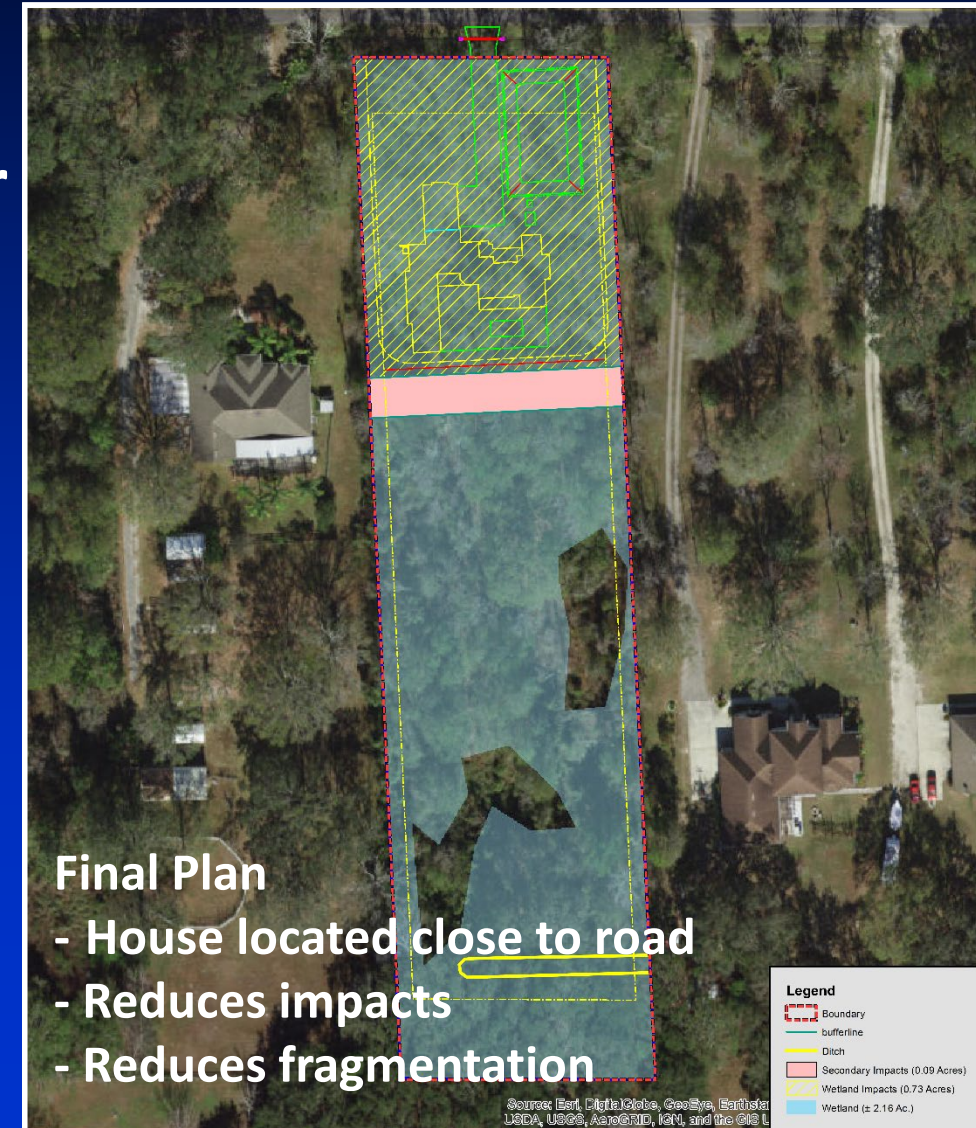 r
Final Plan
- House located close to road
- Reduces impacts
- Reduces fragmentation
Legend
Boundary
bufferline
Ditch
Secondary Impacts (0.09 Acres)
Wetland Impacts (0.73 Acres)
Wetland (± 2.16 Ac.)
Source: Esri, DigitalGlobe, GeoEye, Earthstar
USDA, USGS, AeroGRID, IGN, and the GIS U